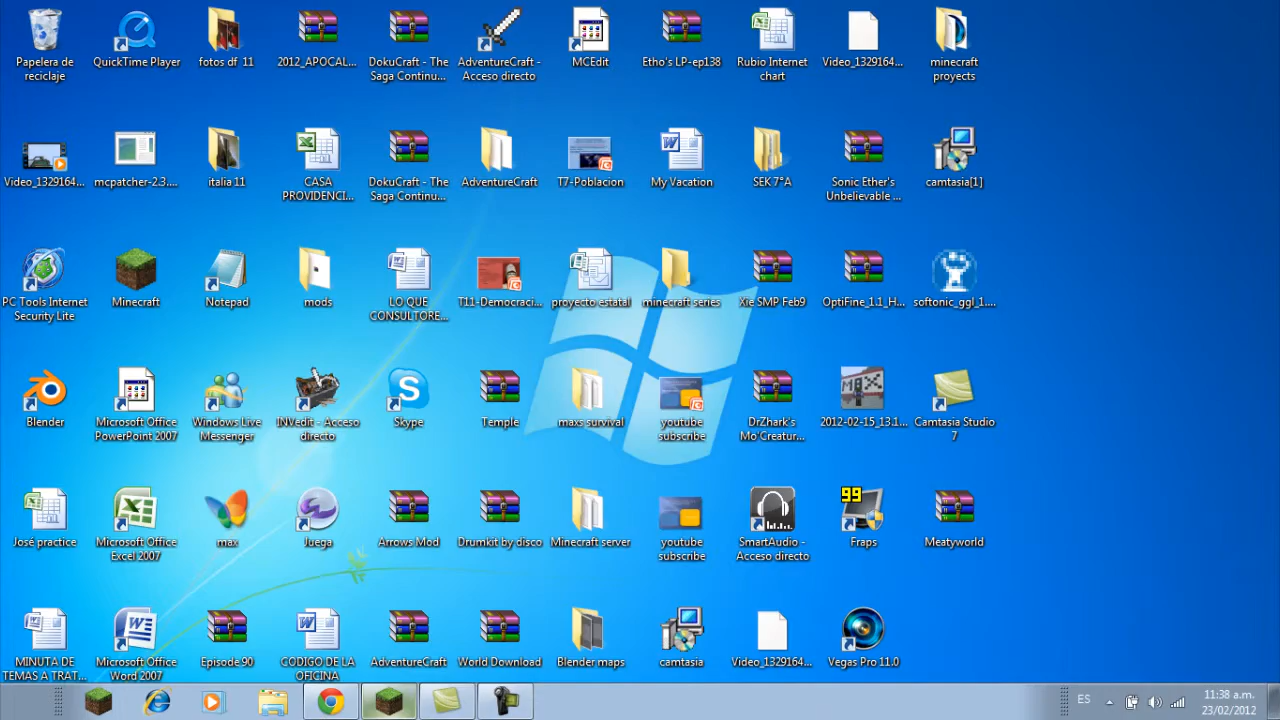 Papelera de
reciclaje
QuickTime Player
fotos df 11
2012_APOCAL...
DokuCraft - The
Saga Continu...
AdventureCraft -
Acceso directo
MCEdit
Etho's LP-ep138
Rubio Internet
chart
Video_1329164...
minecraft
proyects
Video_1329164...
mcpatcher-2.3....
italia 11
CASA
PROVIDENCI...
DokuCraft - The
Saga Continu...
AdventureCraft
T7-Poblacion
My Vacation
SEK 7°A
Sonic Ether's
Unbelievable ...
camtasia[1]
PC Tools Internet
Security Lite
Minecraft
Notepad
mods
LO QUE
CONSULTORE...
T11-Democraci...
proyecto estatal
minecraft series
Xie SMP Feb9
OptiFine_1.1_H...
softonic_ggl_1....
Blender
Microsoft Office
PowerPoint 2007
Windows Live
Messenger
INVedit - Acceso
directo
Skype
Temple
maxs survival
youtube
subscribe
DrZhark's
Mo'Creatur...
2012-02-15_13.1...
Camtasia Studio
7
José practice
Microsoft Office
Excel 2007
max
Juega
Arrows Mod
Drumkit by disco
Minecraft server
youtube
subscribe
SmartAudio -
Acceso directo
99
Fraps
Meatyworld
MINUTA DE
TEMAS A TRAT...
Microsoft Office
Word 2007
Episode 90
CODIGO DE LA
OFICINA
AdventureCraft
World Download
Blender maps
camtasia
Video_1329164...
Vegas Pro 11.0
ES
11:38 a.m.
23/02/2012